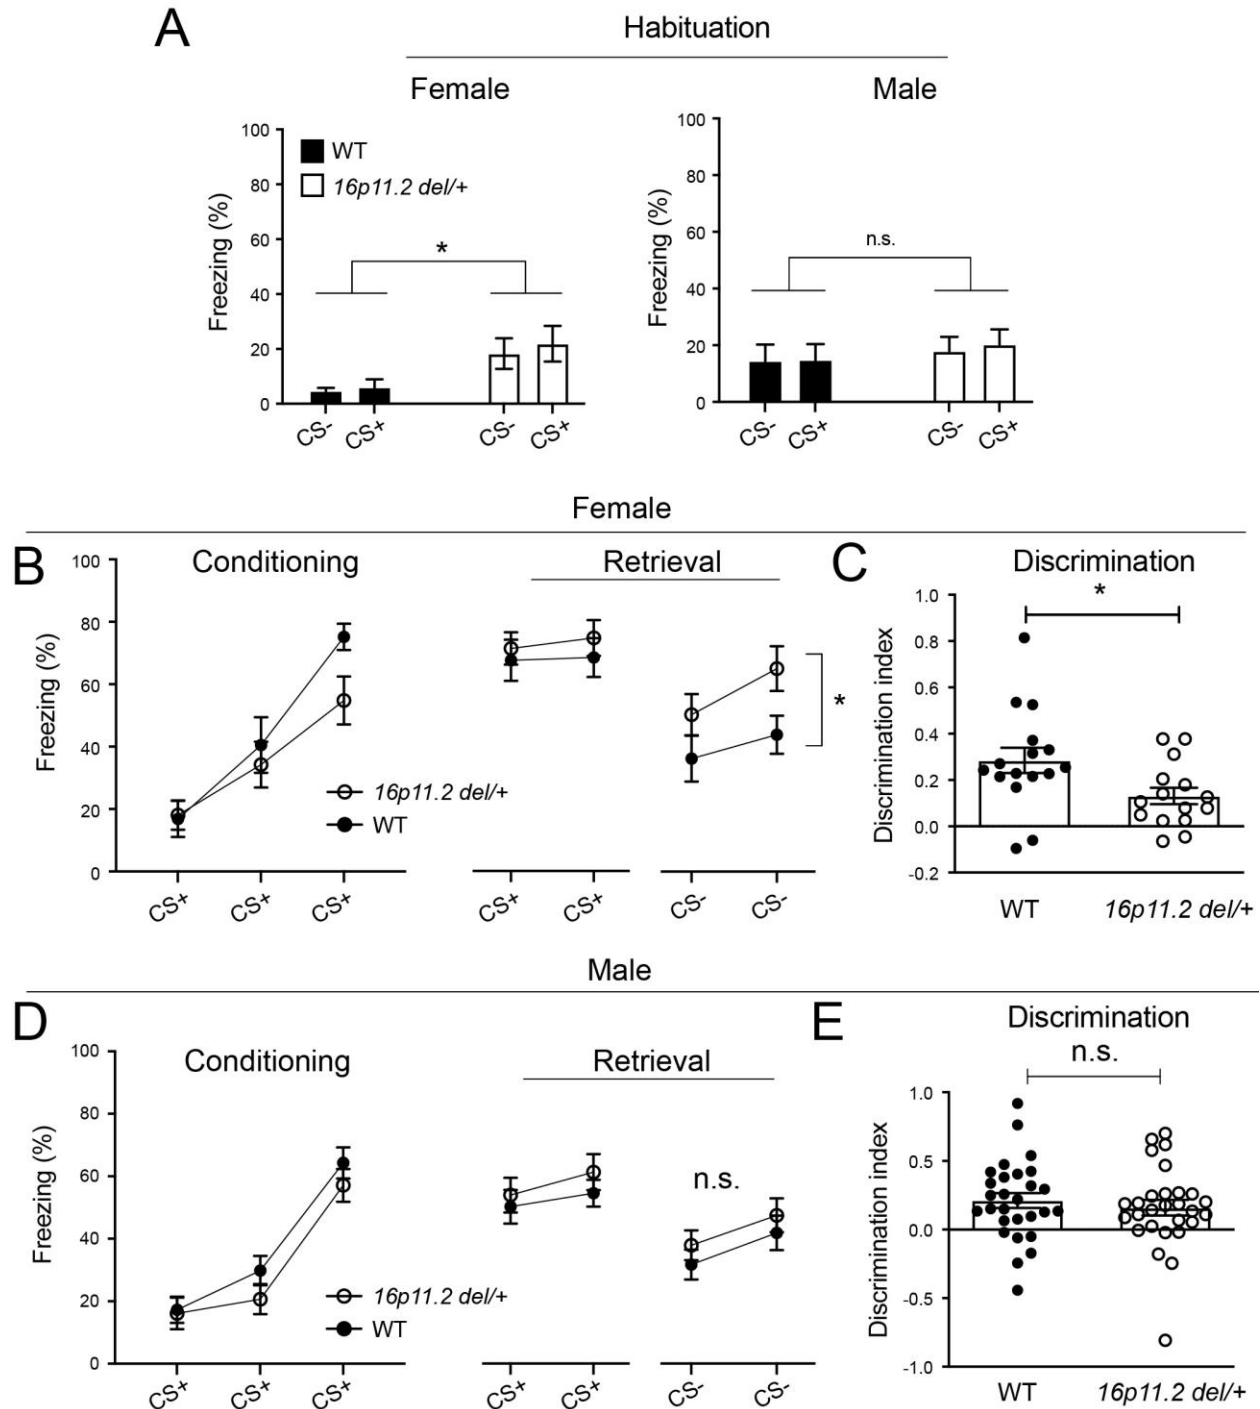 A
Habituation
Female
Male
Freezing (%)
100
80
60
40
20
0
WT
16p11.2 del/+
*
CS-
CS+
CS-
CS+
Freezing (%)
100
80
60
40
20
0
n.s.
CS-
CS+
CS-
CS+
Female
B
Conditioning
Retrieval
Freezing (%)
100
80
60
40
20
0
16p11.2 del/+
WT
*
CS+
CS+
CS+
CS+
CS+
CS-
CS-
C
Discrimination
*
Discrimination index
1.0
0.8
0.6
0.4
0.2
0.0
-0.2
WT
16p11.2 del/+
Male
D
Conditioning
Retrieval
Freezing (%)
100
80
60
40
20
0
n.s.
16p11.2 del/+
WT
CS+
CS+
CS+
CS+
CS+
CS-
CS-
E
Discrimination
n.s.
Discrimination index
1.0
0.5
0.0
-0.5
-1.0
WT
16p11.2 del/+